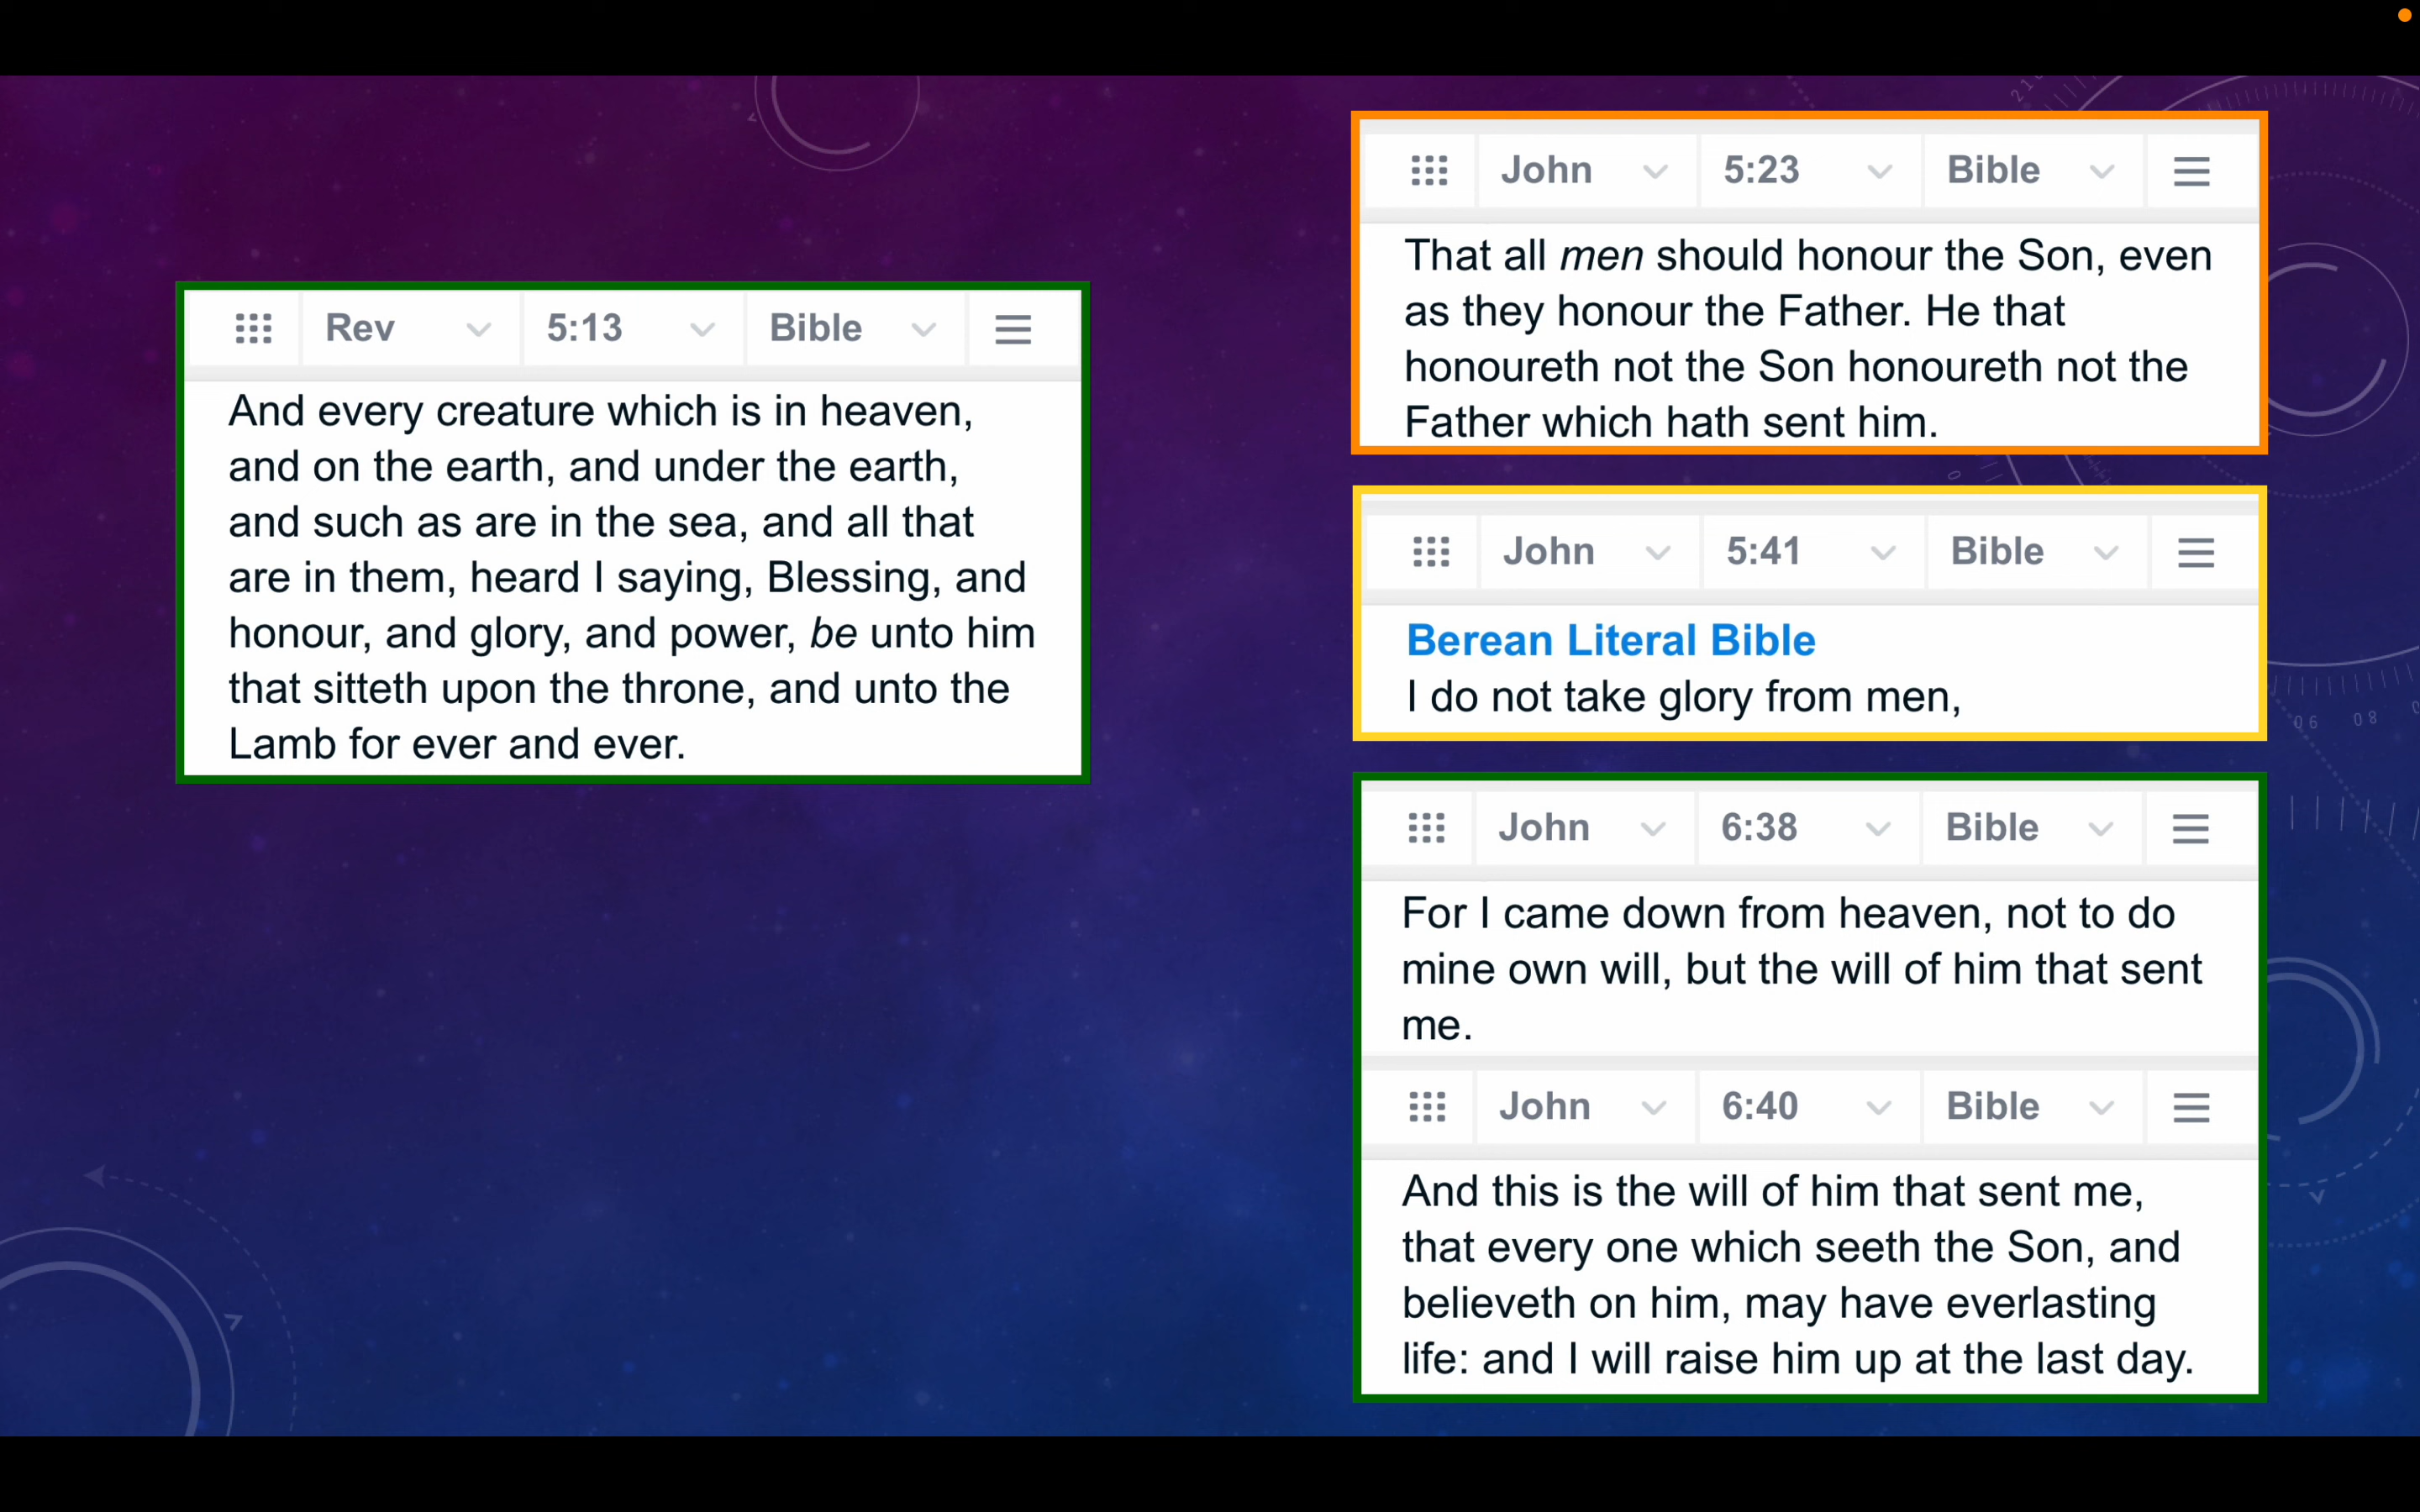 Rev 5:13 Bible
And every creature which is in heaven,
and on the earth, and under the earth,
and such as are in the sea, and all that
are in them, heard I saying, Blessing, and
honour, and glory, and power, be unto him
that sitteth upon the throne, and unto the
Lamb for ever and ever.
John 5:23 Bible
That all men should honour the Son, even
as they honour the Father. He that
honoureth not the Son honoureth not the
Father which hath sent him.
John 5:41 Bible
Berean Literal Bible
I do not take glory from men,
John 6:38 Bible
For I came down from heaven, not to do
mine own will, but the will of him that sent
me.
John 6:40 Bible
And this is the will of him that sent me,
that every one which seeth the Son, and
believeth on him, may have everlasting
life: and I will raise him up at the last day.